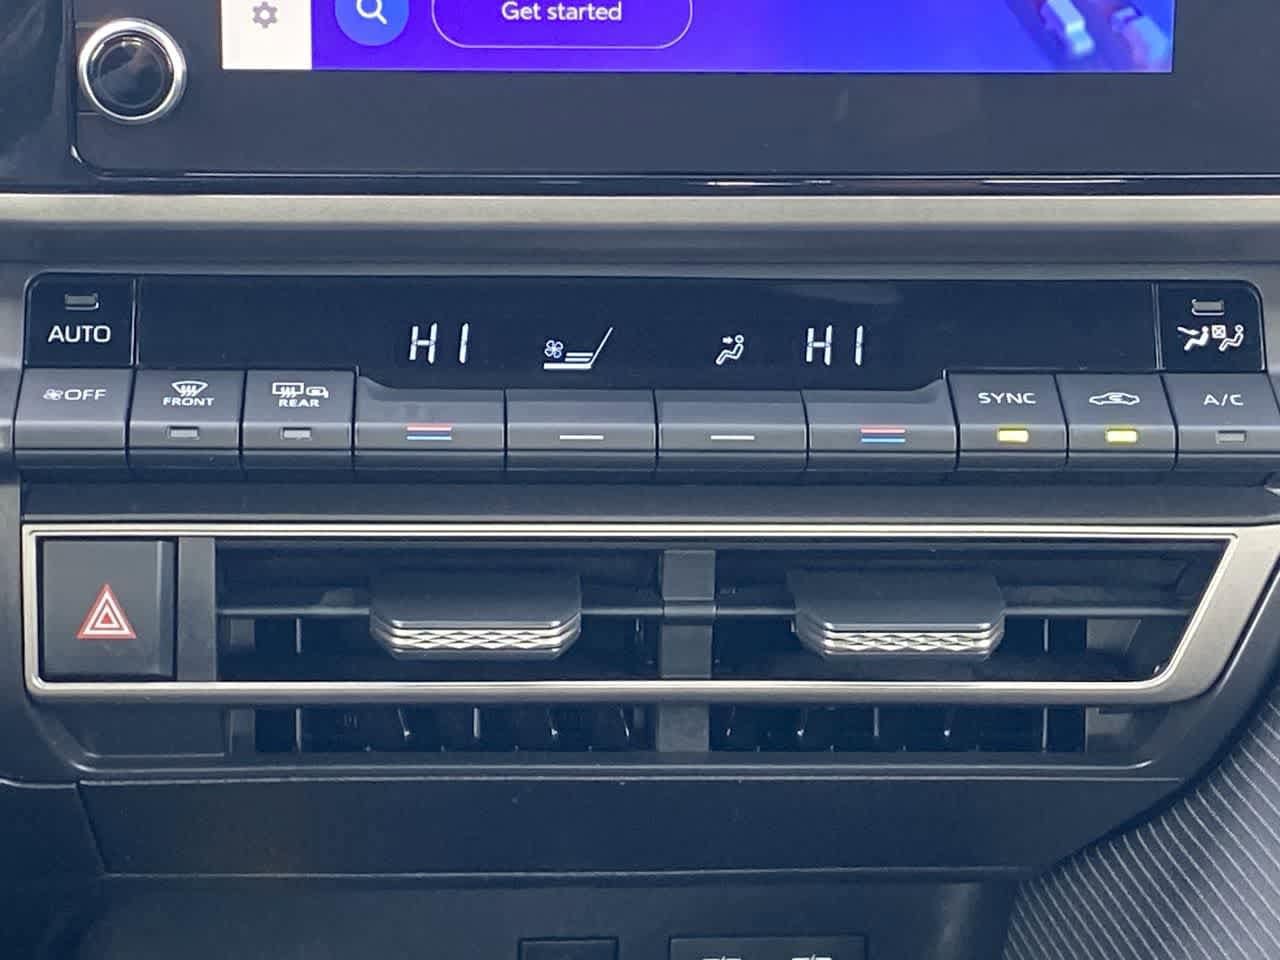 Get started
AUTO
HI
HI
OFF
FRONT
REAR
SYNC
A/C